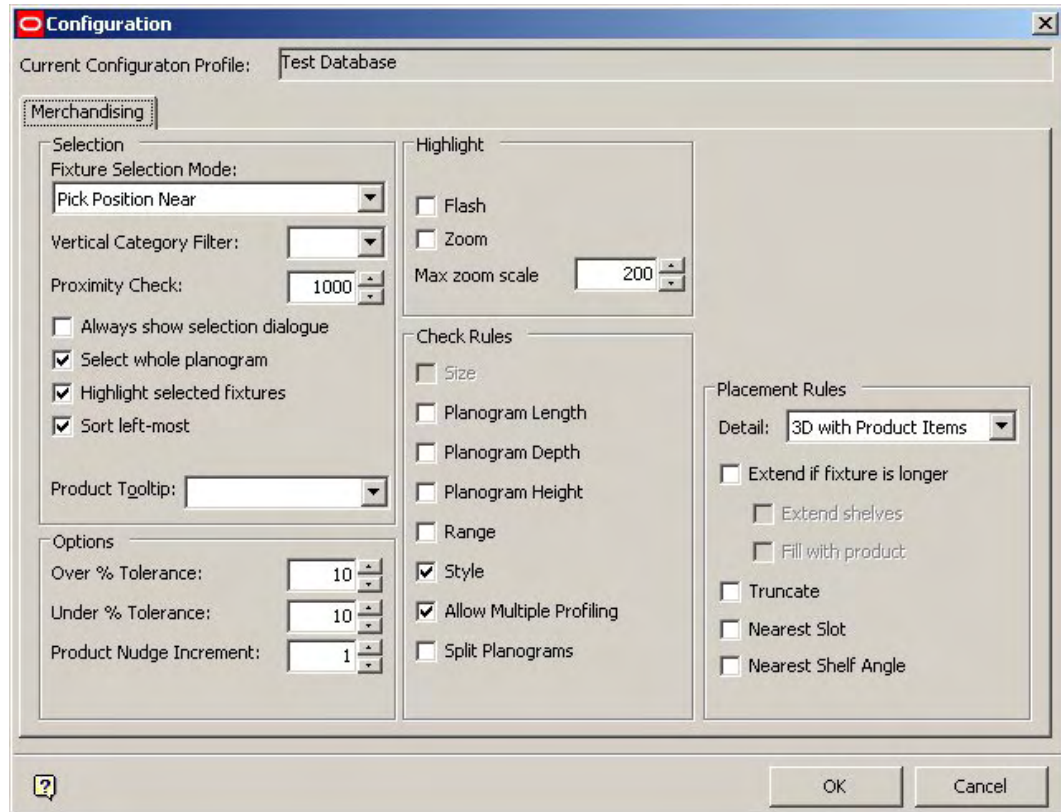 Configuration
Current Configuraton Profile: Test Database
Merchandising
Selection
Fixture Selection Mode:
Pick Position Near
Vertical Category Filter:
Proximity Check: 1000
Always show selection dialogue
Select whole planogram
Highlight selected fixtures
Sort left-most
Product Tooltip:
Options
Over % Tolerance: 10
Under % Tolerance: 10
Product Nudge Increment: 1
Highlight
Flash
Zoom
Max zoom scale 200
Check Rules
Size
Planogram Length
Planogram Depth
Planogram Height
Range
Style
Allow Multiple Profiling
Split Planograms
Placement Rules
Detail: 3D with Product Items
Extend if fixture is longer
Extend shelves
Fill with product
Truncate
Nearest Slot
Nearest Shelf Angle
OK
Cancel